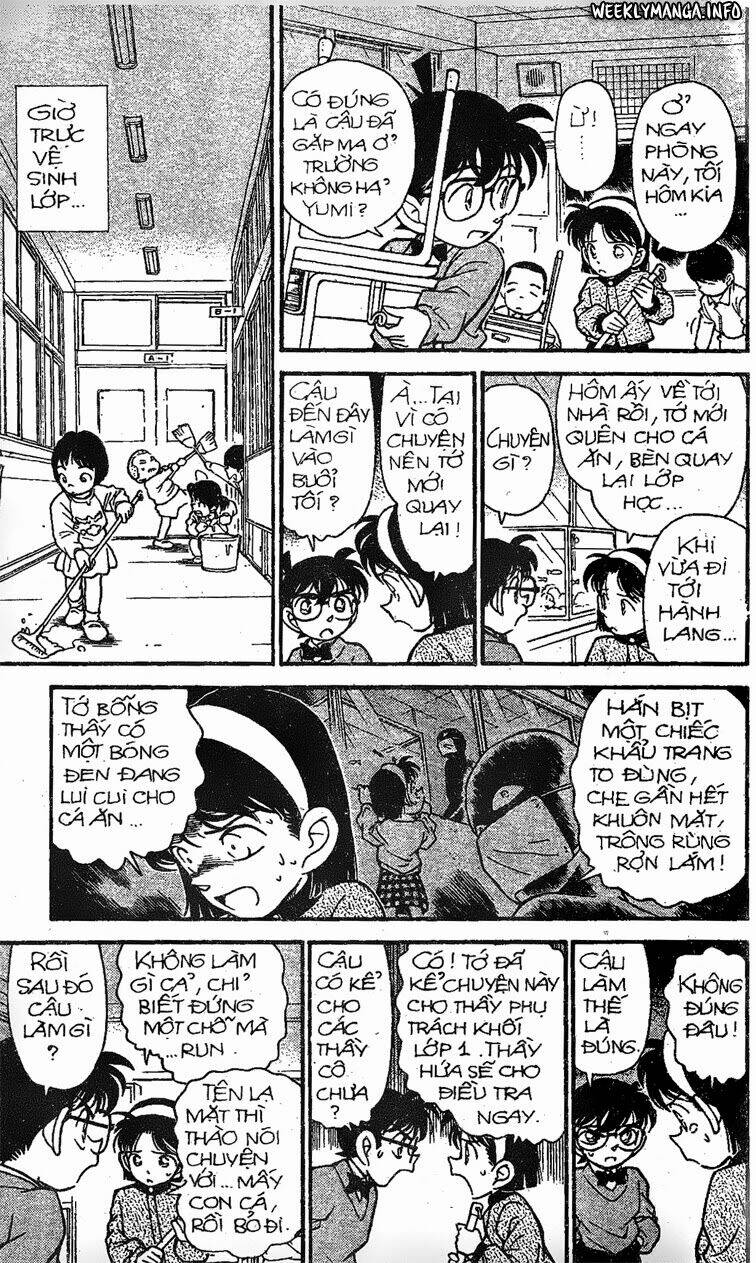 WEEKLYMANGA.INFO
GIỜ
TRỰC
VỆ
SINH
LỚP...
CÓ ĐÚNG
LÀ CẬU ĐÃ
GẶP MA Ở
TRƯỜNG
KHÔNG HẢ
YUMI?
Ừ!
...
Ở
NGAY
PHÒNG
NÀY, TỐI
HÔM KIA
...
B-1
A-1
CẬU
ĐẾN ĐÂY
LÀM GÌ
VÀO
BUỔI
TỐI?
À...TẠI
VÌ CÓ
CHUYỆN
NÊN TỚ
MỚI
QUAY
LẠI!
CHUYỆN
GÌ?
HÔM ẤY VỀ TỚI
NHÀ RỒI, TỚ MỚI
QUÊN CHO CÁ
ĂN, BÈN QUAY
LẠI LỚP
HỌC...
KHI
VỪA ĐI
TỚI
HÀNH
LANG...
TỚ BỖNG
THẤY CÓ
MỘT BÓNG
ĐEN ĐANG
LUI CUI CHO
CÁ ĂN ...
HẮN BỊT
MỘT CHIẾC
KHẨU TRANG
TO ĐÙNG,
CHE GẦN HẾT
KHUÔN MẶT,
TRÔNG RÙNG
RỢN LẮM!
RỒI
SAU ĐÓ
CẬU
LÀM GÌ
?
KHÔNG LÀM
GÌ CẢ, CHỈ
BIẾT ĐỨNG
MỘT CHỖ MÀ
...RUN.
TÊN LẠ
MẶT THÌ
THÀO NÓI
CHUYỆN
VỚI...MẤY
CON CÁ,
RỒI BỎ ĐI.
CẬU
CÓ KỂ
CHO
CÁC
THẦY
CÔ
CHƯA
?
CÓ! TỚ ĐÃ
KỂ CHUYỆN NÀY
CHO THẦY PHỤ
TRÁCH KHỐI
LỚP 1. THẦY
HỨA SẼ CHO
ĐIỀU TRA
NGAY.
CẬU
LÀM
THẾ
LÀ
ĐÚNG.
KHÔNG
ĐÚNG
ĐÂU!